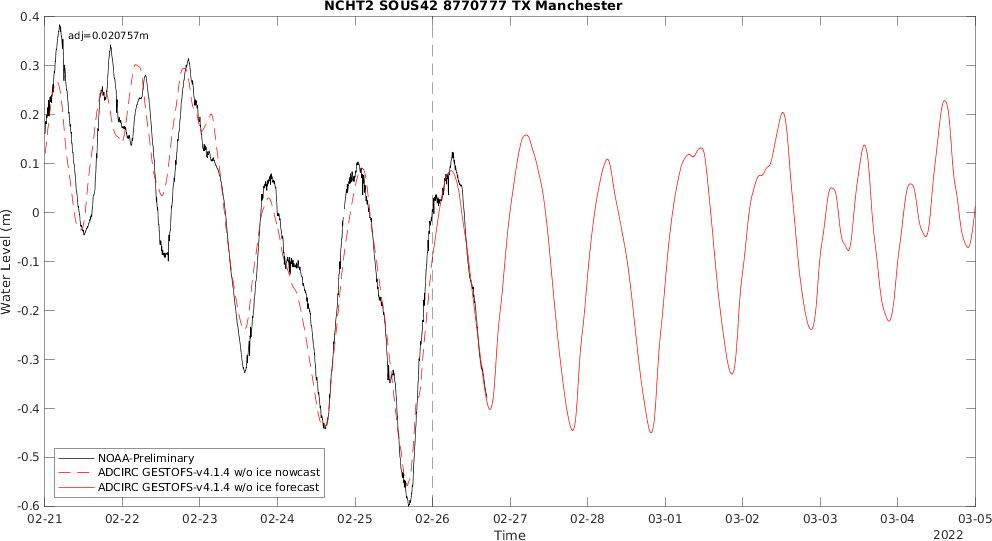 NCHT2 SOUS42 8770777 TX Manchester
adj=0.020757m
0.4
0.3
0.2
0.1
0
-0.1
-0.2
-0.3
-0.4
-0.5
-0.6
Water Level (m)
NOAA-Preliminary
ADCIRC GESTOFS-v4.1.4 w/o ice nowcast
ADCIRC GESTOFS-v4.1.4 w/o ice forecast
02-21 02-22 02-23 02-24 02-25 02-26 02-27 02-28 03-01 03-02 03-03 03-04 03-05
Time
2022